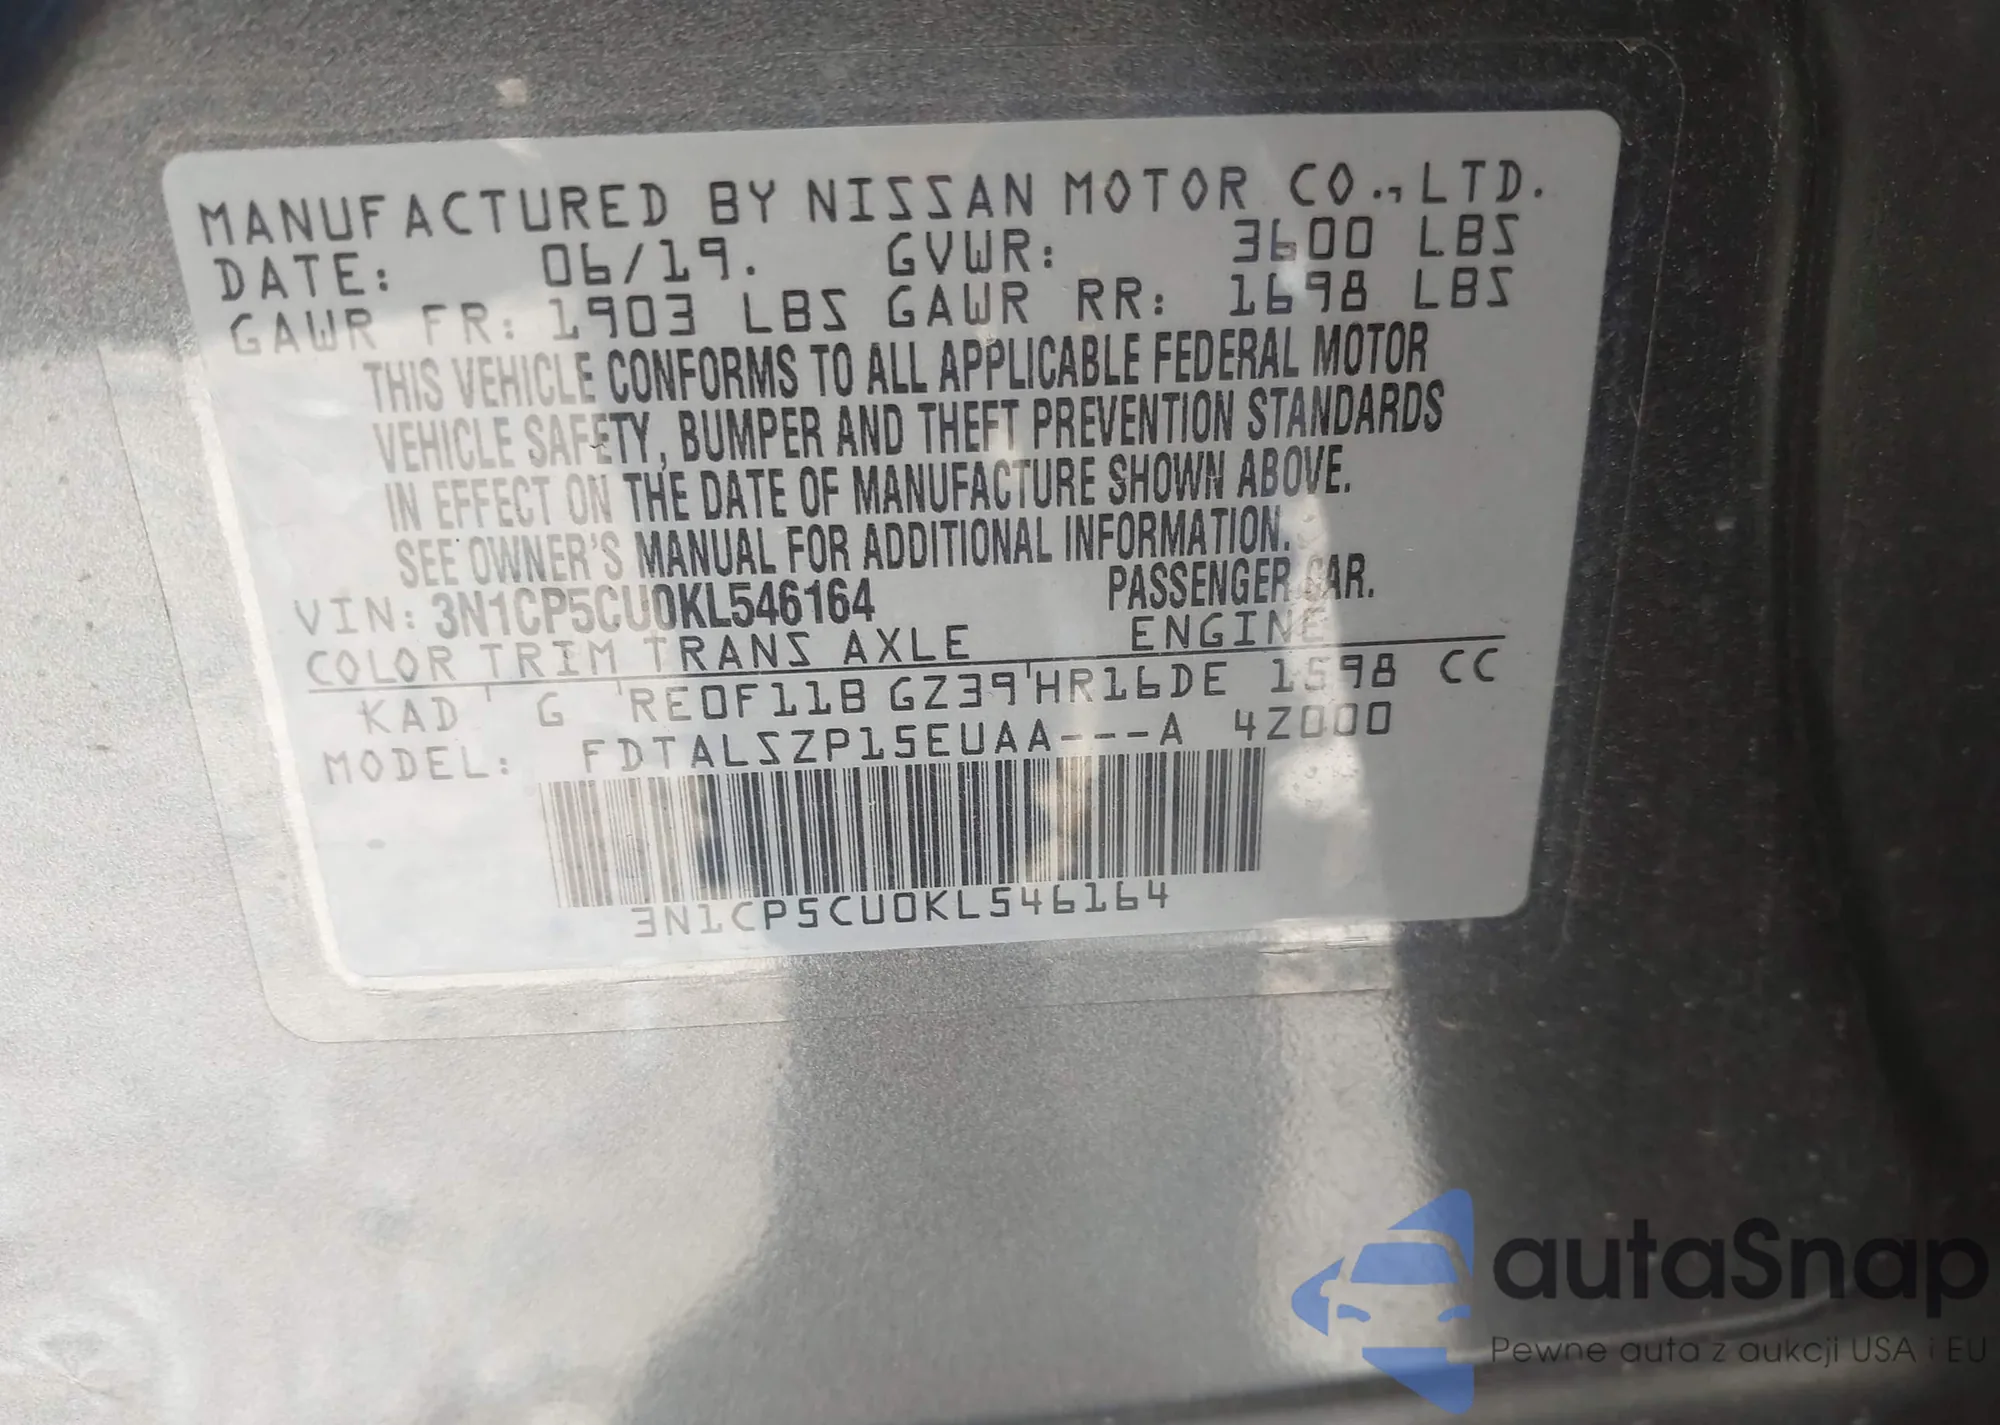 MANUFACTURED BY NISSAN MOTOR CO.,LTD.
DATE: 06/19. GVWR: 3600 LBS
GAWR FR: 1903 LBS GAWR RR: 1698 LBS
THIS VEHICLE CONFORMS TO ALL APPLICABLE FEDERAL MOTOR
VEHICLE SAFETY, BUMPER AND THEFT PREVENTION STANDARDS
IN EFFECT ON THE DATE OF MANUFACTURE SHOWN ABOVE.
SEE OWNER'S MANUAL FOR ADDITIONAL INFORMATION.
VIN: 3N1CP5CU0KL546164 PASSENGER CAR.
COLOR TRIM TRANS AXLE ENGINE
KAD ' G ' RE0F11B GZ39'HR16DE 1598 CC
MODEL: FDTALSZP15EUAA---A 4Z000
3N1CP5CU0KL546164
autaSnap
Pewne auta z aukcji USA i EU